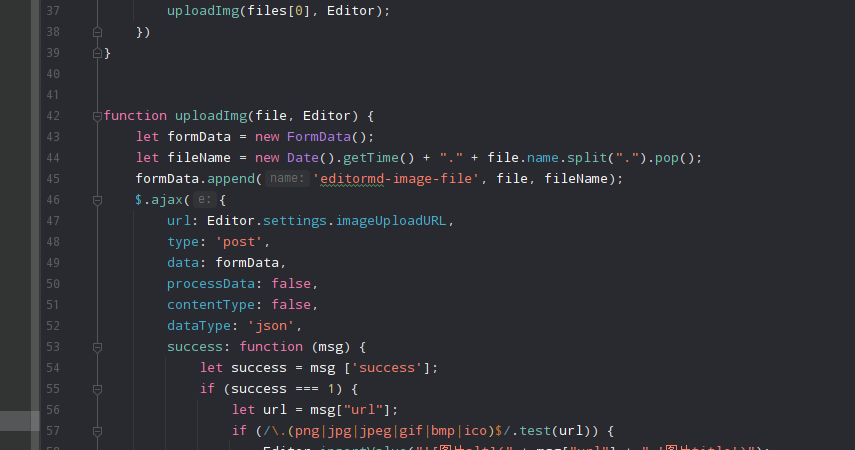 37 uploadImg(files[0], Editor);
38 })
39 }
40
41
42 function uploadImg(file, Editor) {
43 let formData = new FormData();
44 let fileName = new Date().getTime() + "." + file.name.split(".").pop();
45 formData.append( name: 'editormd-image-file', file, fileName);
46 $.ajax( e: {
47 url: Editor.settings.imageUploadURL,
48 type: 'post',
49 data: formData,
50 processData: false,
51 contentType: false,
52 dataType: 'json',
53 success: function (msg) {
54 let success = msg ['success'];
55 if (success === 1) {
56 let url = msg["url"];
57 if (/\.(png|jpg|jpeg|gif|bmp|ico)$/.test(url)) {